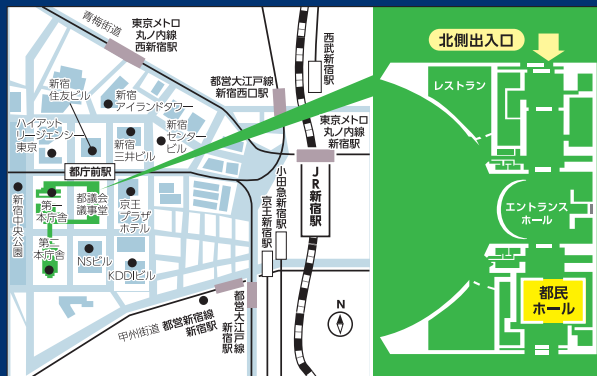 青梅街道
東京メトロ
丸ノ内線
西新宿駅
西武新宿駅
都営大江戸線
新宿西口駅
新宿
住友ビル
新宿
アイランドタワー
ハイアット
リージェンシー
東京
新宿
三井ビル
新宿
センター
ビル
東京メトロ
丸ノ内線
新宿駅
都庁前駅
新宿中央公園
第一
本庁舎
都議会
議事堂
京王
プラザ
ホテル
第二
本庁舎
NSビル
KDDIビル
小田急新宿駅
京王新宿駅
JR新宿駅
甲州街道
都営新宿線
新宿駅
都営大江戸線
新宿駅
N
北側出入口
レストラン
エントランス
ホール
都民
ホール